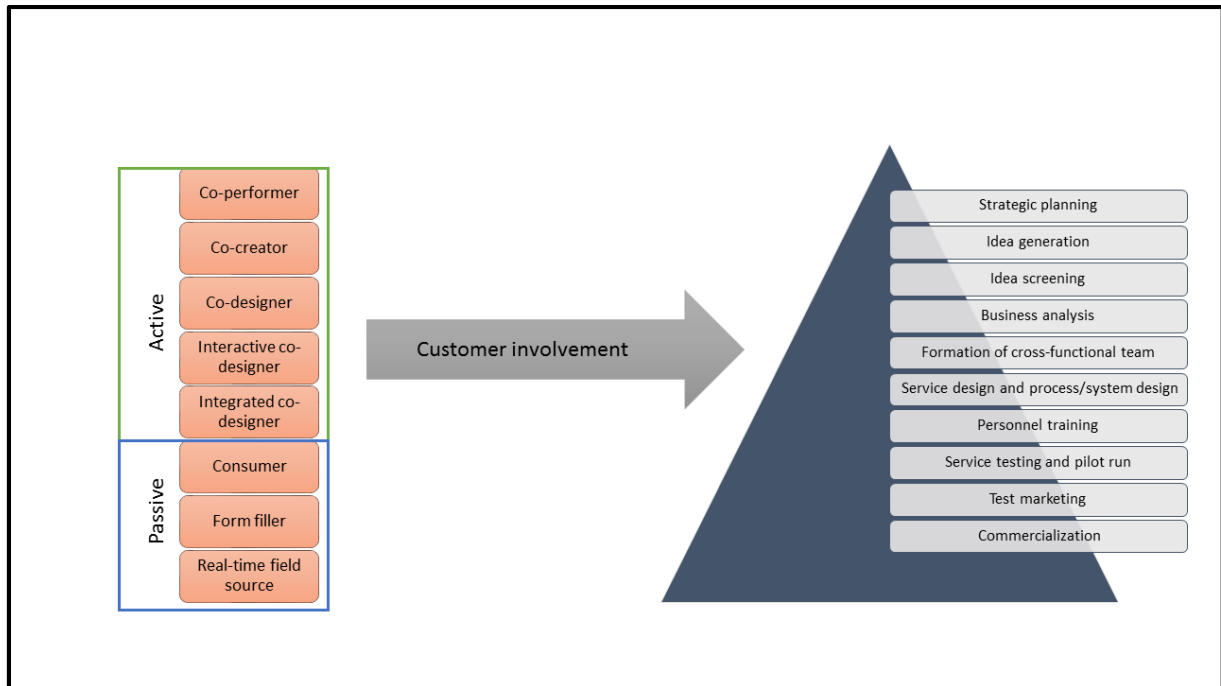 Active
Co-performer
Co-creator
Co-designer
Interactive co-
designer
Integrated co-
designer
Passive
Consumer
Form filler
Real-time field
source
Customer involvement
Strategic planning
Idea generation
Idea screening
Business analysis
Formation of cross-functional team
Service design and process/system design
Personnel training
Service testing and pilot run
Test marketing
Commercialization